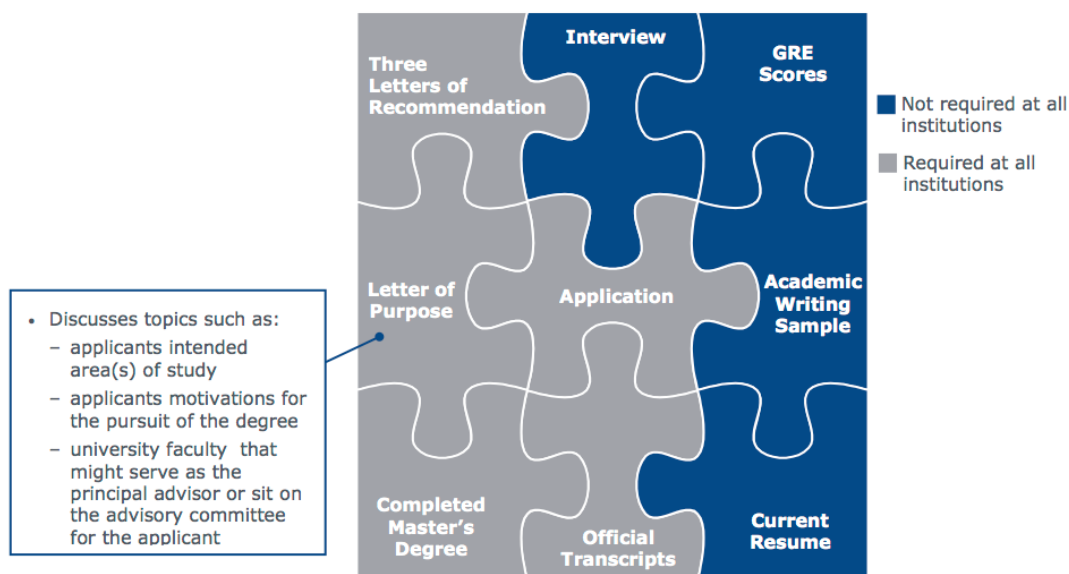 Interview
Three
Letters of
Recommendation
GRE
Scores
Not required at all
institutions
Required at all
institutions
Letter of
Purpose
Application
Academic
Writing
Sample
• Discusses topics such as:
– applicants intended
area(s) of study
– applicants motivations for
the pursuit of the degree
– university faculty that
might serve as the
principal advisor or sit on
the advisory committee
for the applicant
Completed
Master's
Degree
Official
Transcripts
Current
Resume